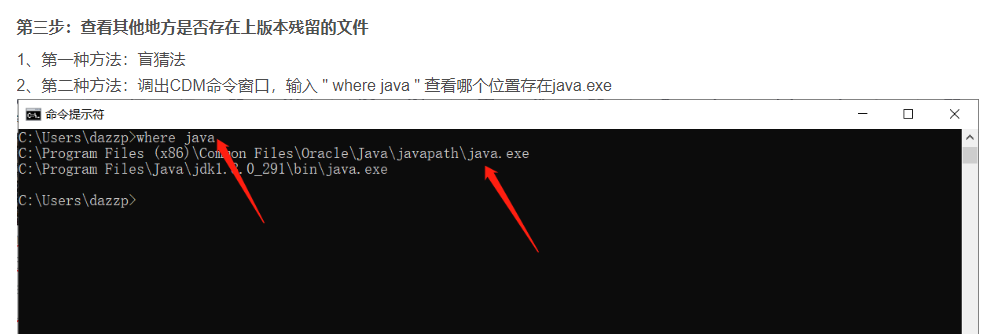 第三步：查看其他地方是否存在上版本残留的文件
1、第一种方法：盲猜法
2、第二种方法：调出CDM命令窗口，输入 " where java " 查看哪个位置存在java.exe
命令提示符
C:\Users\dazzp>where java
C:\Program Files (x86)\Common Files\Oracle\Java\javapath\java.exe
C:\Program Files\Java\jdk1.8.0_291\bin\java.exe
C:\Users\dazzp>